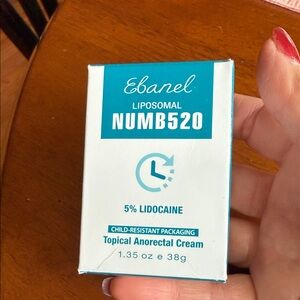 Ebanel
LIPOSOMAL
NUMB520
5% LIDOCAINE
CHILD-RESISTANT PACKAGING
Topical Anorectal Cream
1.35 oz e 38g